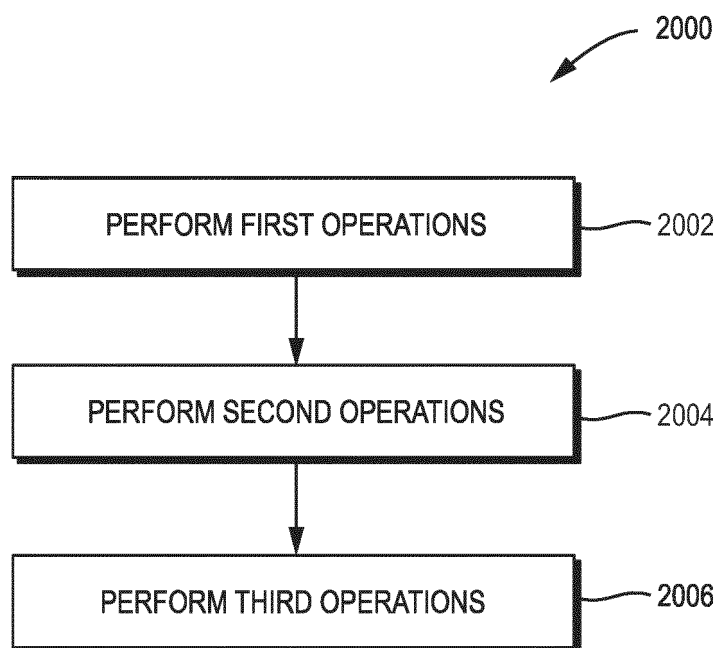 2000
PERFORM FIRST OPERATIONS
2002
PERFORM SECOND OPERATIONS
2004
PERFORM THIRD OPERATIONS
2006